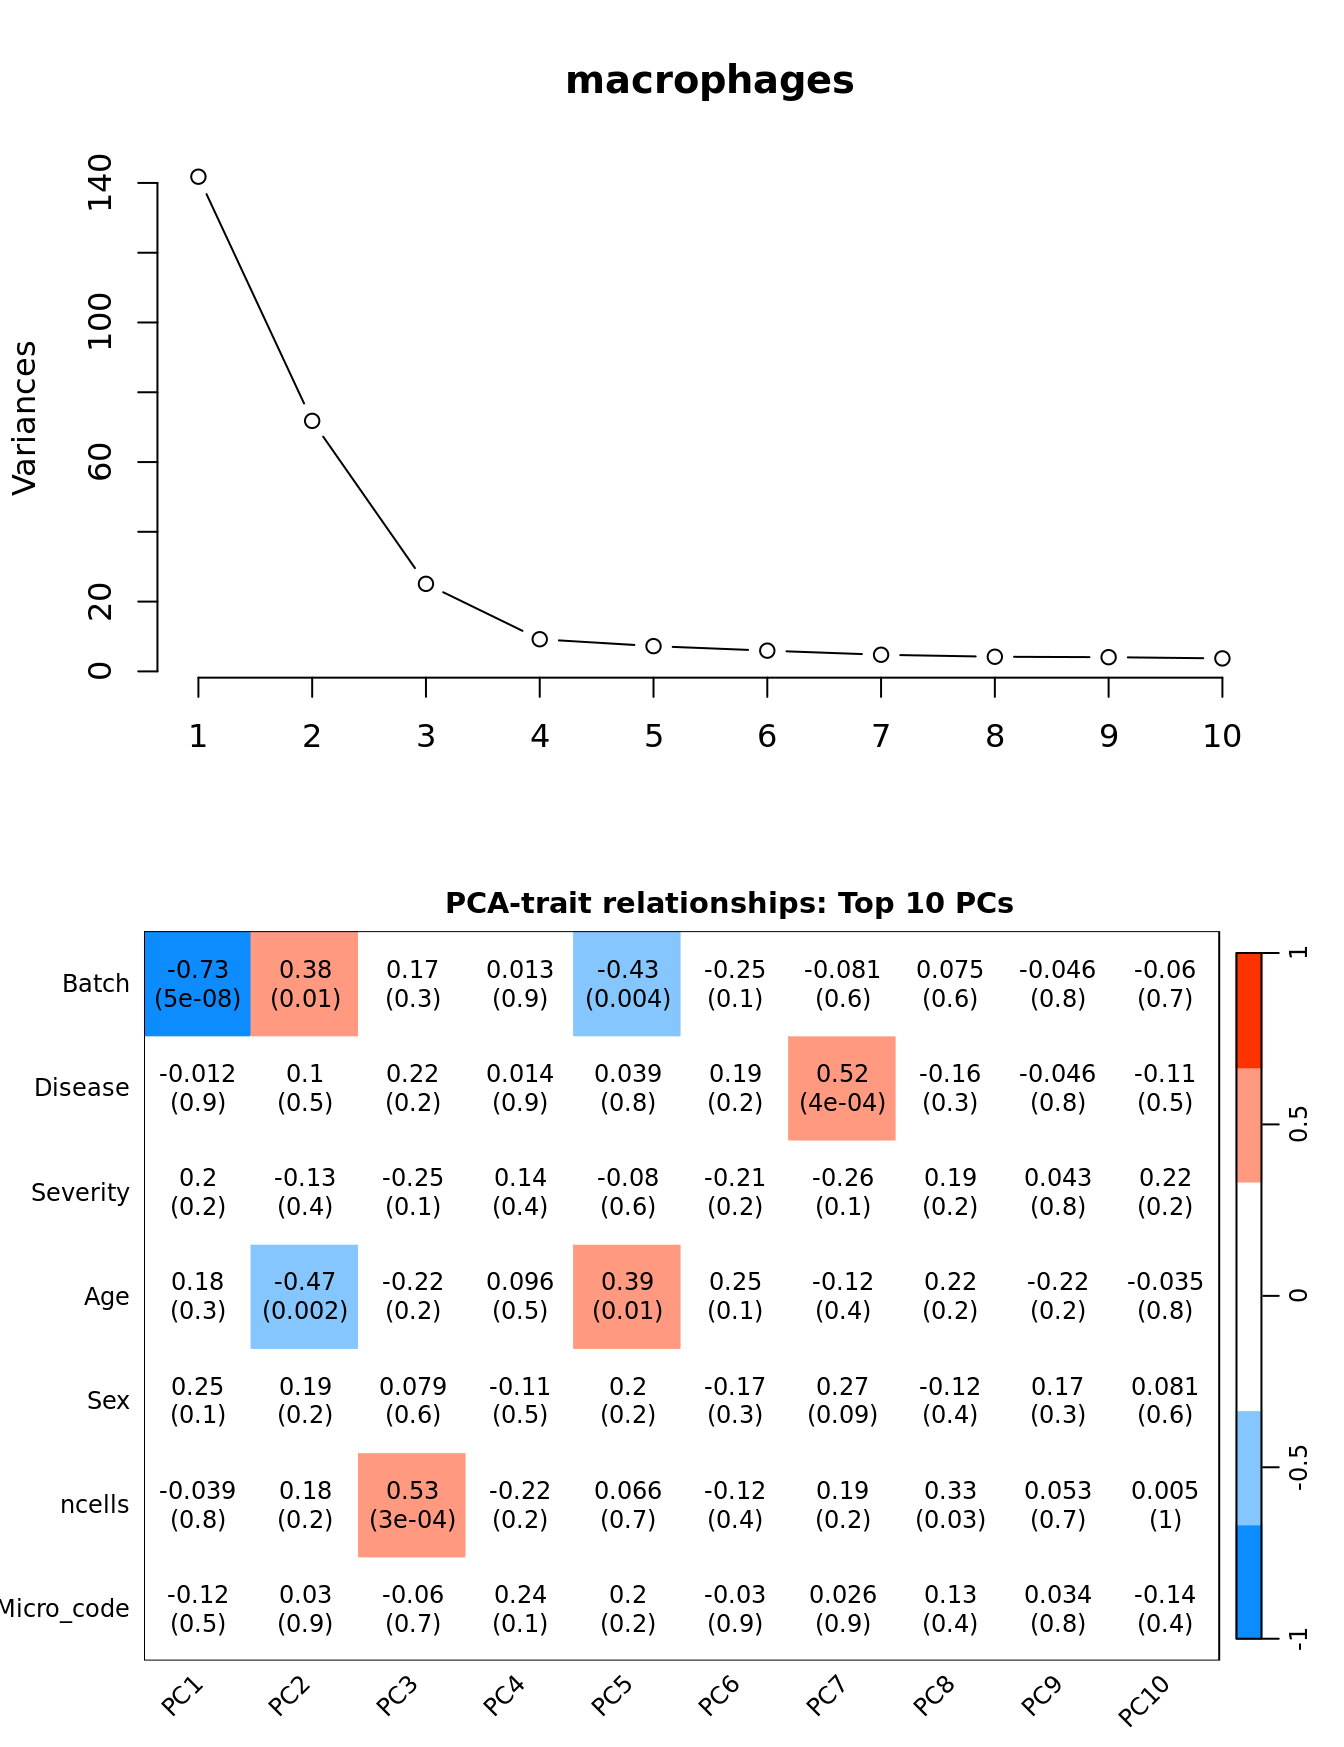 macrophages
Variances
140
100
60
20
0
1 2 3 4 5 6 7 8 9 10
PCA-trait relationships: Top 10 PCs
Batch -0.73 0.38 0.17 0.013 -0.43 -0.25 -0.081 0.075 -0.046 -0.06
(5e-08) (0.01) (0.3) (0.9) (0.004) (0.1) (0.6) (0.6) (0.8) (0.7)
Disease -0.012 0.1 0.22 0.014 0.039 0.19 0.52 -0.16 -0.046 -0.11
(0.9) (0.5) (0.2) (0.9) (0.8) (0.2) (4e-04) (0.3) (0.8) (0.5)
Severity 0.2 -0.13 -0.25 0.14 -0.08 -0.21 -0.26 0.19 0.043 0.22
(0.2) (0.4) (0.1) (0.4) (0.6) (0.2) (0.1) (0.2) (0.8) (0.2)
Age 0.18 -0.47 -0.22 0.096 0.39 0.25 -0.12 0.22 -0.22 -0.035
(0.3) (0.002) (0.2) (0.5) (0.01) (0.1) (0.4) (0.2) (0.2) (0.8)
Sex 0.25 0.19 0.079 -0.11 0.2 -0.17 0.27 -0.12 0.17 0.081
(0.1) (0.2) (0.6) (0.5) (0.2) (0.3) (0.09) (0.4) (0.3) (0.6)
ncells -0.039 0.18 0.53 -0.22 0.066 -0.12 0.19 0.33 0.053 0.005
(0.8) (0.2) (3e-04) (0.2) (0.7) (0.4) (0.2) (0.03) (0.7) (1)
Micro_code -0.12 0.03 -0.06 0.24 0.2 -0.03 0.026 0.13 0.034 -0.14
(0.5) (0.9) (0.7) (0.1) (0.2) (0.9) (0.9) (0.4) (0.8) (0.4)
PC1 PC2 PC3 PC4 PC5 PC6 PC7 PC8 PC9 PC10
1
0.5
0
-0.5
-1